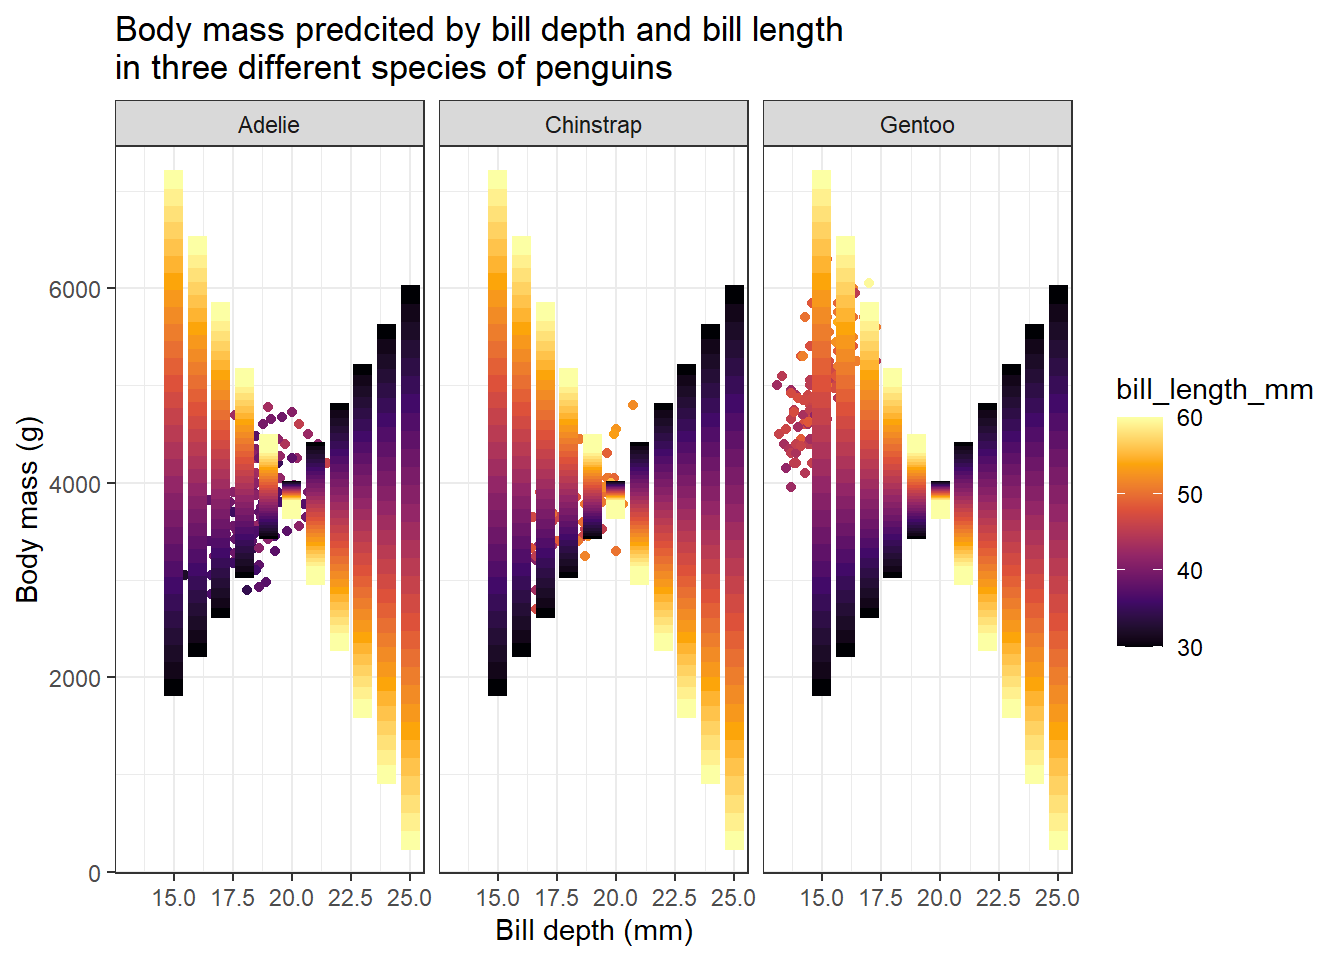 Body mass predcited by bill depth and bill length
in three different species of penguins
Adelie
Chinstrap
Gentoo
6000
4000
2000
0
Body mass (g)
15.0 17.5 20.0 22.5 25.0
15.0 17.5 20.0 22.5 25.0
15.0 17.5 20.0 22.5 25.0
Bill depth (mm)
bill_length_mm
60
50
40
30